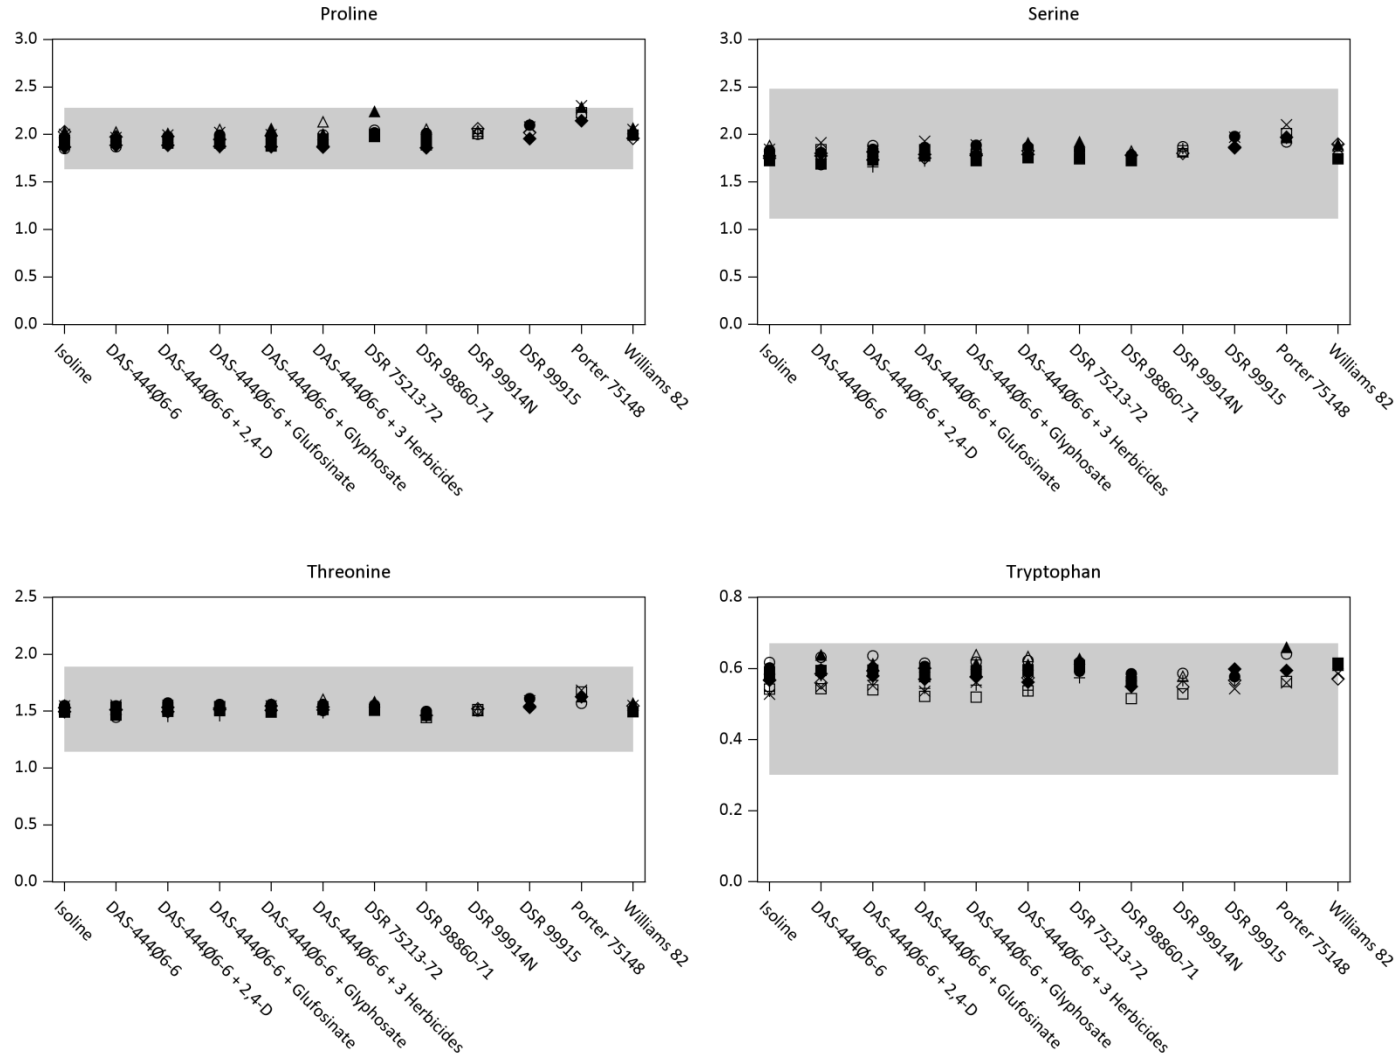 Proline
3.0
2.5
2.0
1.5
1.0
0.5
0.0
Isoline
DAS-444Ø6-6
DAS-444Ø6-6 + 2,4-D
DAS-444Ø6-6 + Glufosinate
DAS-444Ø6-6 + Glyphosate
DAS-444Ø6-6 + 3 Herbicides
DSR 75213-72
DSR 98860-71
DSR 99914N
DSR 99915
Porter 75148
Williams 82
Serine
3.0
2.5
2.0
1.5
1.0
0.5
0.0
Isoline
DAS-444Ø6-6
DAS-444Ø6-6 + 2,4-D
DAS-444Ø6-6 + Glufosinate
DAS-444Ø6-6 + Glyphosate
DAS-444Ø6-6 + 3 Herbicides
DSR 75213-72
DSR 98860-71
DSR 99914N
DSR 99915
Porter 75148
Williams 82
Threonine
2.5
2.0
1.5
1.0
0.5
0.0
Isoline
DAS-444Ø6-6
DAS-444Ø6-6 + 2,4-D
DAS-444Ø6-6 + Glufosinate
DAS-444Ø6-6 + Glyphosate
DAS-444Ø6-6 + 3 Herbicides
DSR 75213-72
DSR 98860-71
DSR 99914N
DSR 99915
Porter 75148
Williams 82
Tryptophan
0.8
0.6
0.4
0.2
0.0
Isoline
DAS-444Ø6-6
DAS-444Ø6-6 + 2,4-D
DAS-444Ø6-6 + Glufosinate
DAS-444Ø6-6 + Glyphosate
DAS-444Ø6-6 + 3 Herbicides
DSR 75213-72
DSR 98860-71
DSR 99914N
DSR 99915
Porter 75148
Williams 82